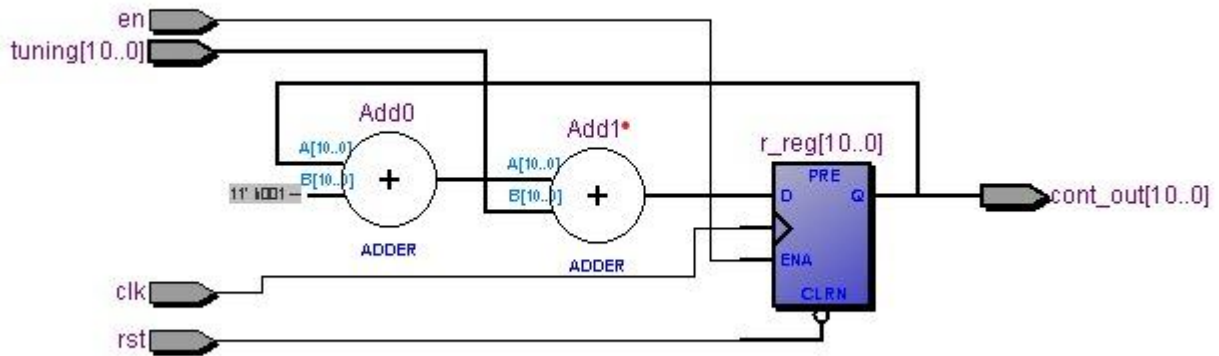 en
tuning[10..0]
Add0
Add1
r_reg[10..0]
A[10..0]
B[10..0]
A[10..0]
B[10..0]
PRE
D
Q
ENA
CLRN
cont_out[10..0]
ADDER
ADDER
clk
rst